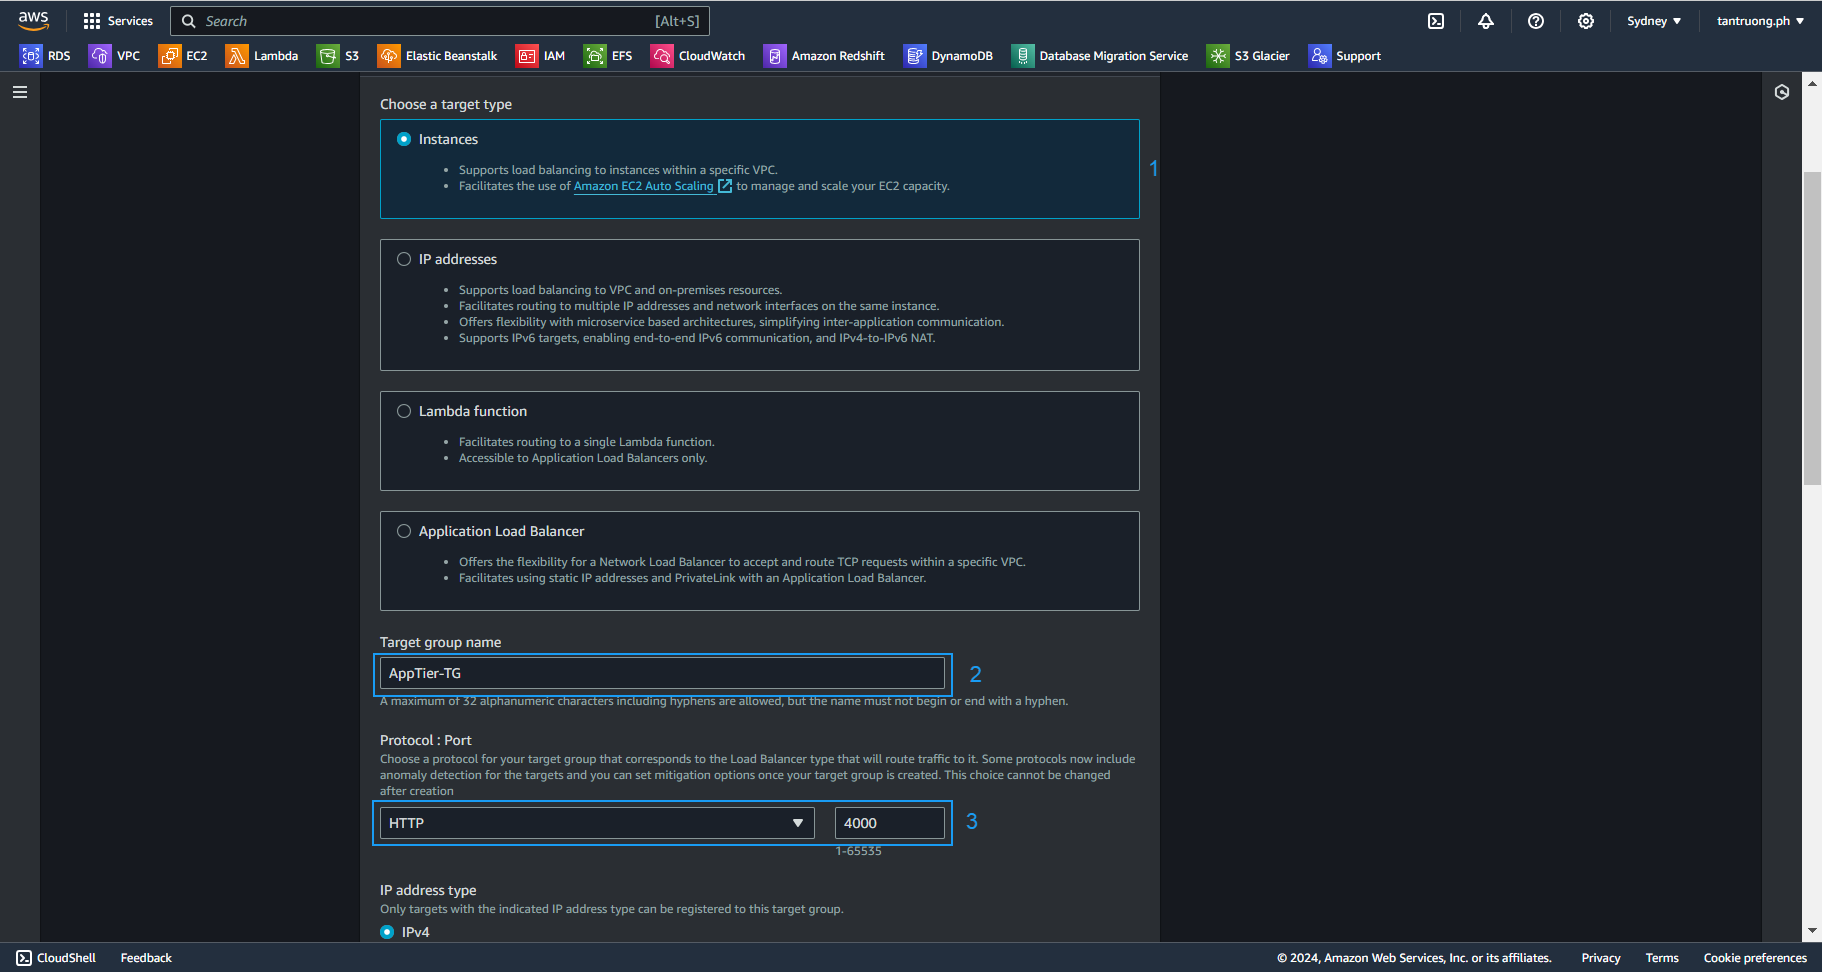 aws
Services
Search
[Alt+S]
Sydney
tantruong.ph
RDS
VPC
EC2
Lambda
S3
Elastic Beanstalk
IAM
EFS
CloudWatch
Amazon Redshift
DynamoDB
Database Migration Service
S3 Glacier
Support
Choose a target type
Instances
Supports load balancing to instances within a specific VPC.
Facilitates the use of Amazon EC2 Auto Scaling to manage and scale your EC2 capacity.
1
IP addresses
Supports load balancing to VPC and on-premises resources.
Facilitates routing to multiple IP addresses and network interfaces on the same instance.
Offers flexibility with microservice based architectures, simplifying inter-application communication.
Supports IPv6 targets, enabling end-to-end IPv6 communication, and IPv4-to-IPv6 NAT.
Lambda function
Facilitates routing to a single Lambda function.
Accessible to Application Load Balancers only.
Application Load Balancer
Offers the flexibility for a Network Load Balancer to accept and route TCP requests within a specific VPC.
Facilitates using static IP addresses and PrivateLink with an Application Load Balancer.
Target group name
AppTier-TG
2
A maximum of 32 alphanumeric characters including hyphens are allowed, but the name must not begin or end with a hyphen.
Protocol : Port
Choose a protocol for your target group that corresponds to the Load Balancer type that will route traffic to it. Some protocols now include
anomaly detection for the targets and you can set mitigation options once your target group is created. This choice cannot be changed
after creation
HTTP
4000
3
1-65535
IP address type
Only targets with the indicated IP address type can be registered to this target group.
IPv4
CloudShell
Feedback
© 2024, Amazon Web Services, Inc. or its affiliates.
Privacy
Terms
Cookie preferences